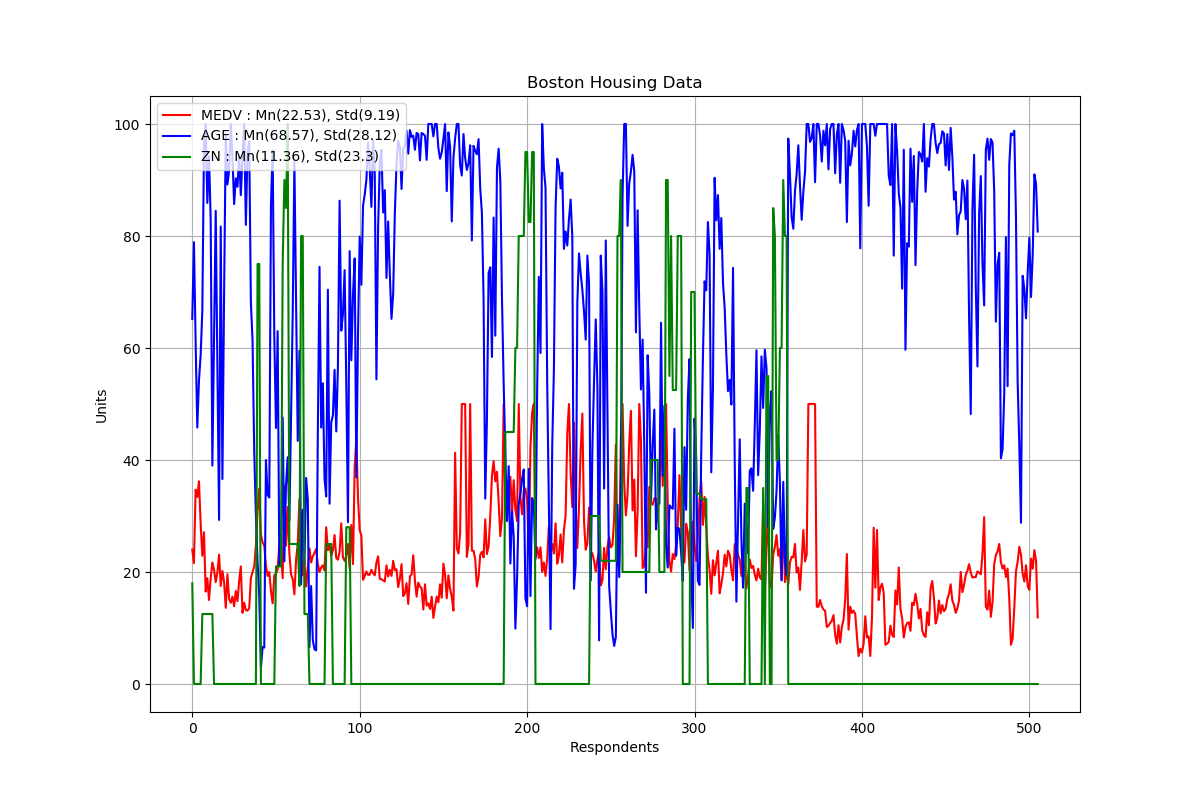 Boston Housing Data
MEDV : Mn(22.53), Std(9.19)
AGE : Mn(68.57), Std(28.12)
ZN : Mn(11.36), Std(23.3)
100
80
60
40
20
0
Units
0 100 200 300 400 500
Respondents